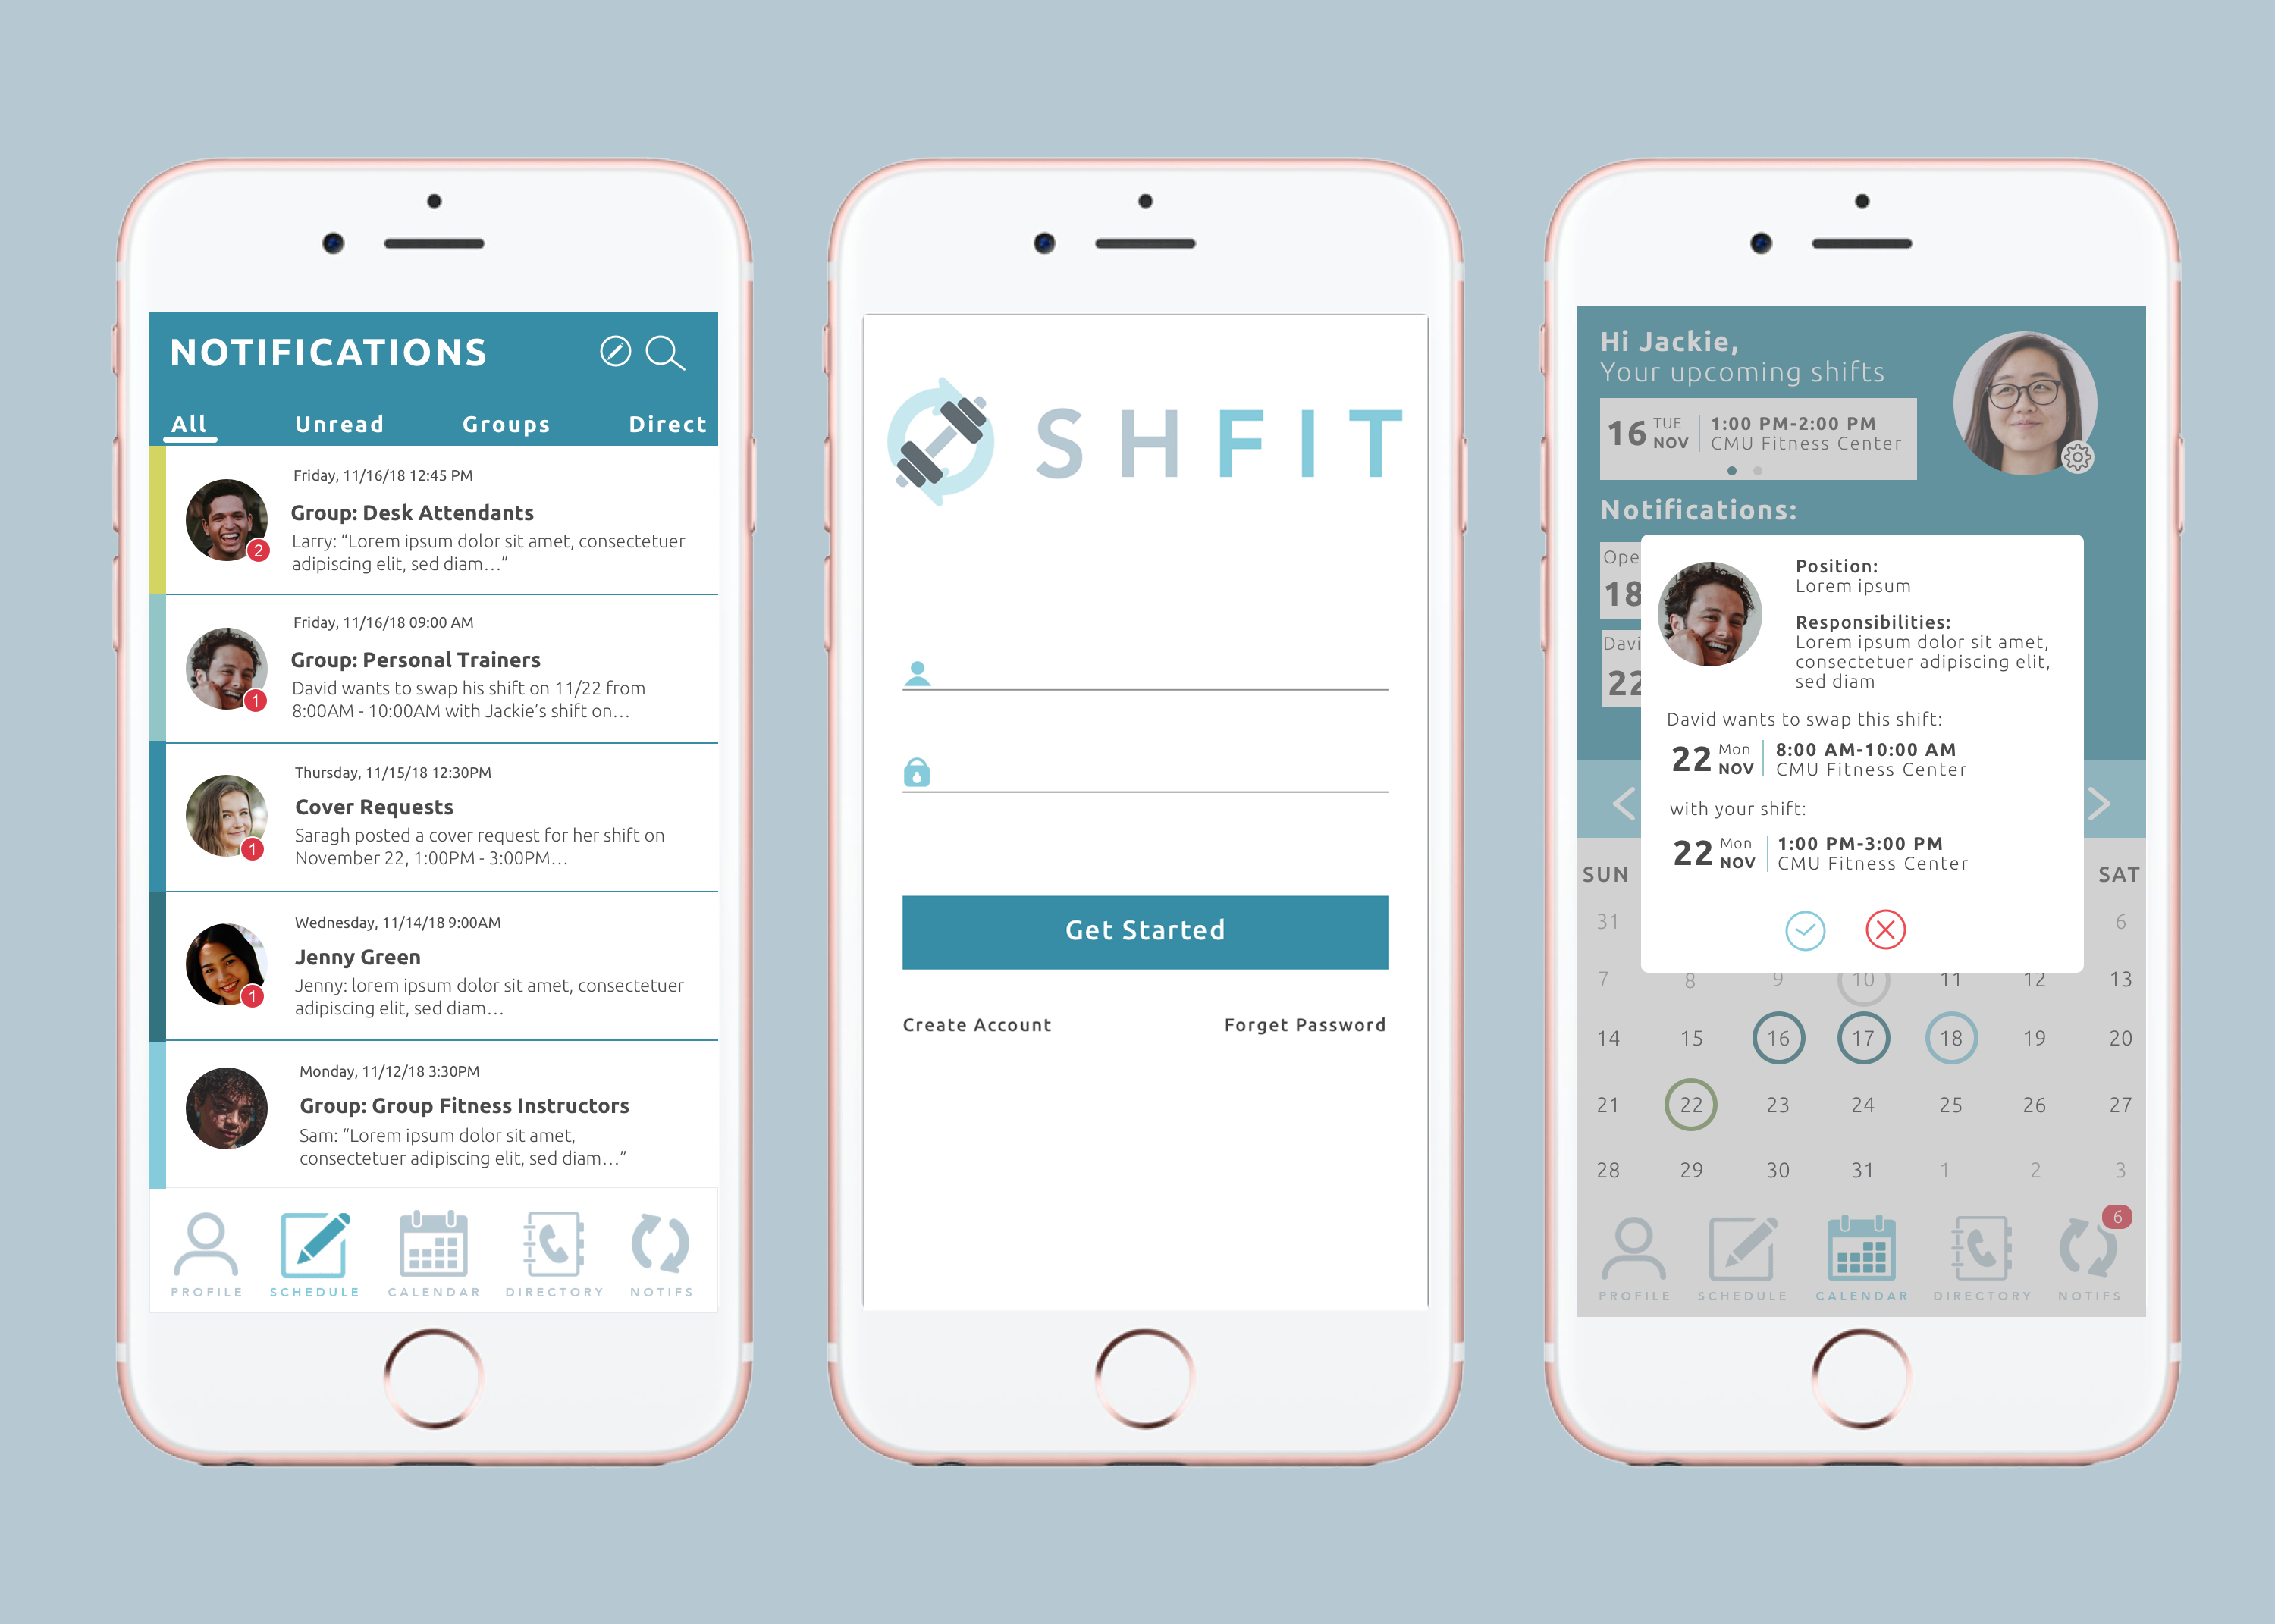 NOTIFICATIONS
All Unread Groups Direct
Friday, 11/16/18 12:45 PM
Group: Desk Attendants
Larry: “Lorem ipsum dolor sit amet, consectetuer
adipiscing elit, sed diam…”
2
Friday, 11/16/18 09:00 AM
Group: Personal Trainers
David wants to swap his shift on 11/22 from
8:00AM - 10:00AM with Jackie’s shift on…
1
Thursday, 11/15/18 12:30PM
Cover Requests
Saragh posted a cover request for her shift on
November 22, 1:00PM - 3:00PM…
1
Wednesday, 11/14/18 9:00AM
Jenny Green
Jenny: lorem ipsum dolor sit amet, consectetuer
adipiscing elit, sed diam…
1
Monday, 11/12/18 3:30PM
Group: Group Fitness Instructors
Sam: “Lorem ipsum dolor sit amet,
consectetuer adipiscing elit, sed diam…”
PROFILE SCHEDULE CALENDAR DIRECTORY NOTIFS
SHFIT
Get Started
Create Account Forget Password
Hi Jackie,
Your upcoming shifts
16 TUE NOV 1:00 PM-2:00 PM
CMU Fitness Center
Notifications:
Ope
18
Davi
22
Position:
Lorem ipsum
Responsibilities:
Lorem ipsum dolor sit amet,
consectetuer adipiscing elit,
sed diam
David wants to swap this shift:
22 Mon NOV 8:00 AM-10:00 AM
CMU Fitness Center
with your shift:
22 Mon NOV 1:00 PM-3:00 PM
CMU Fitness Center
SUN SAT
31 6
7 8 9 10 11 12 13
14 15 16 17 18 19 20
21 22 23 24 25 26 27
28 29 30 31 1 2 3
6
PROFILE SCHEDULE CALENDAR DIRECTORY NOTIFS